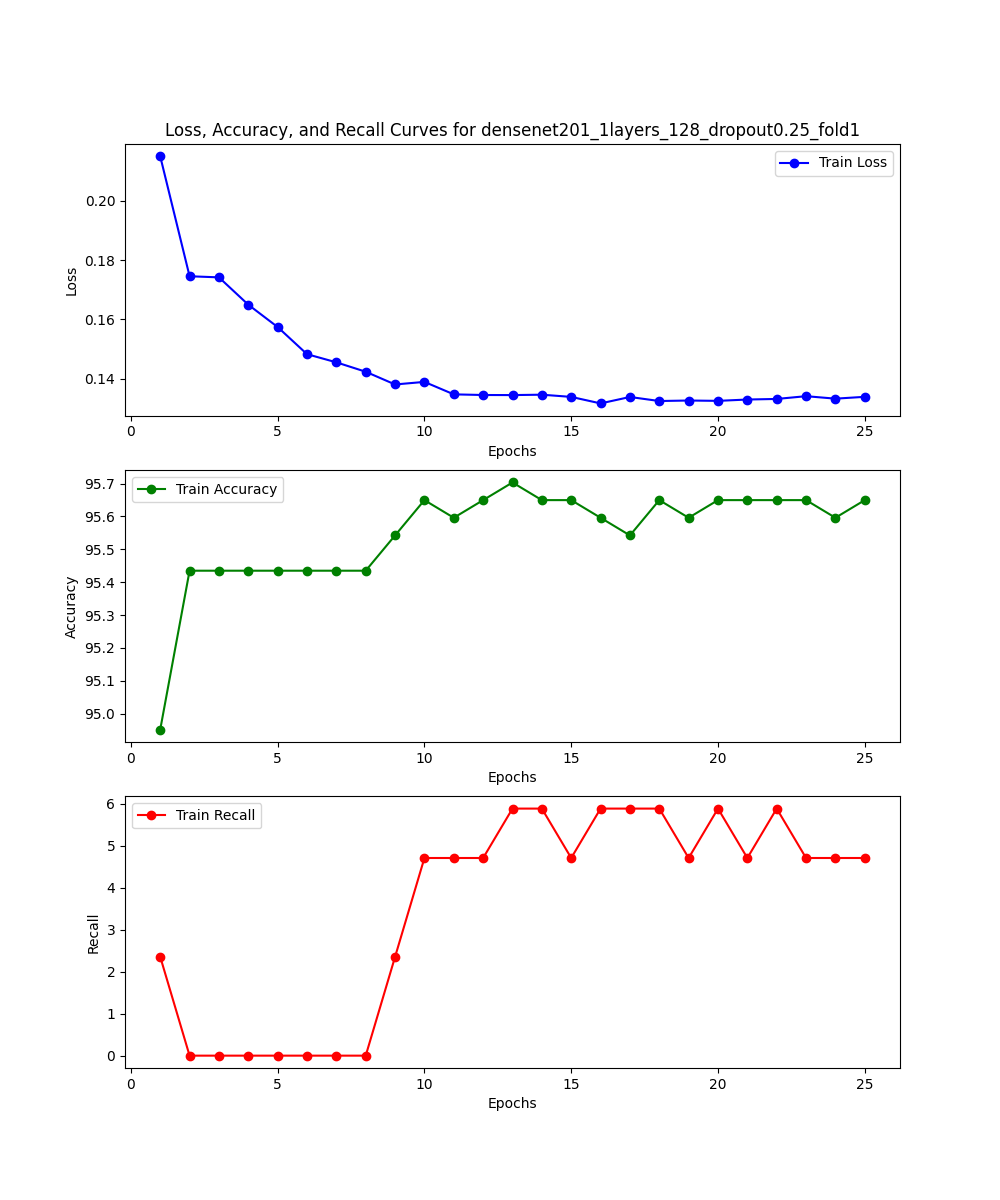 Loss, Accuracy, and Recall Curves for densenet201_1layers_128_dropout0.25_fold1
Train Loss
0.20
0.18
0.16
0.14
Loss
0 5 10 15 20 25
Epochs
Train Accuracy
95.7
95.6
95.5
95.4
95.3
95.2
95.1
95.0
Accuracy
0 5 10 15 20 25
Epochs
Train Recall
6
5
4
3
2
1
0
Recall
0 5 10 15 20 25
Epochs